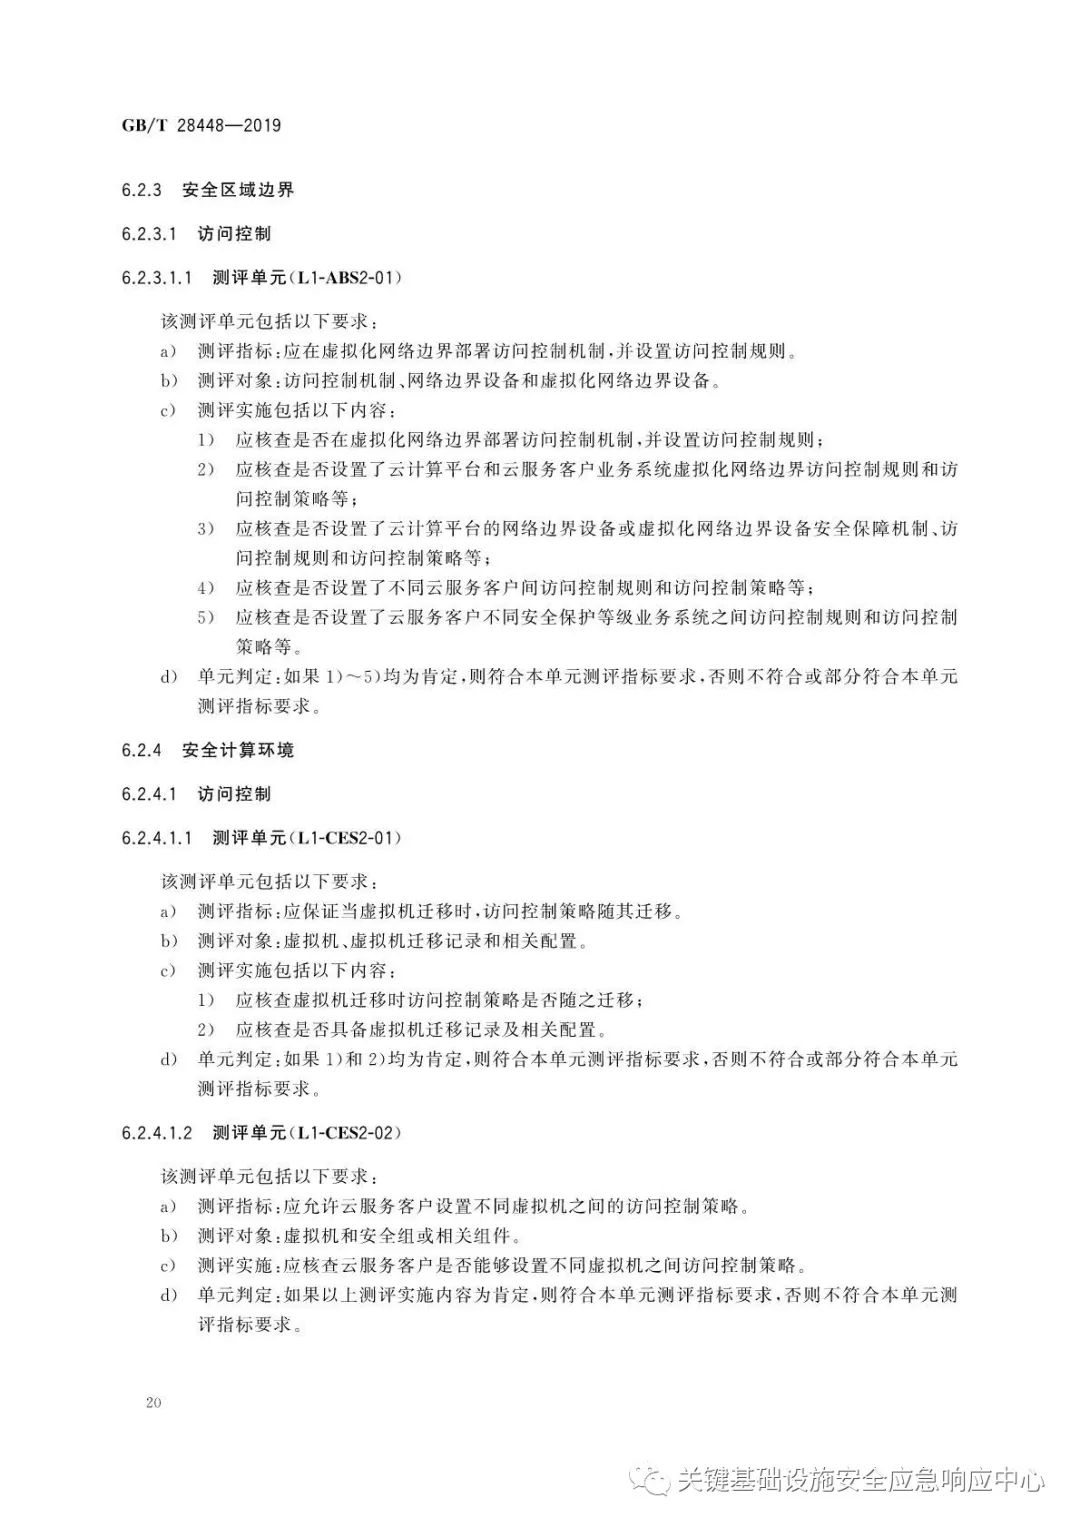 GB/T 28448—2019
6.2.3 安全区域边界
6.2.3.1 访问控制
6.2.3.1.1 测评单元(L1-ABS2-01)
该测评单元包括以下要求:
a) 测评指标:应在虚拟化网络边界部署访问控制机制,并设置访问控制规则。
b) 测评对象:访问控制机制、网络边界设备和虚拟化网络边界设备。
c) 测评实施包括以下内容:
1) 应核查是否在虚拟化网络边界部署访问控制机制,并设置访问控制规则;
2) 应核查是否设置了云计算平台和云服务客户业务系统虚拟化网络边界访问控制规则和访
问控制策略等;
3) 应核查是否设置了云计算平台的网络边界设备或虚拟化网络边界设备安全保障机制、访
问控制规则和访问控制策略等;
4) 应核查是否设置了不同云服务客户间访问控制规则和访问控制策略等;
5) 应核查是否设置了云服务客户不同安全保护等级业务系统之间访问控制规则和访问控制
策略等。
d) 单元判定:如果 1)～5)均为肯定,则符合本单元测评指标要求,否则不符合或部分符合本单元
测评指标要求。
6.2.4 安全计算环境
6.2.4.1 访问控制
6.2.4.1.1 测评单元(L1-CES2-01)
该测评单元包括以下要求:
a) 测评指标:应保证当虚拟机迁移时,访问控制策略随其迁移。
b) 测评对象:虚拟机、虚拟机迁移记录和相关配置。
c) 测评实施包括以下内容:
1) 应核查虚拟机迁移时访问控制策略是否随之迁移;
2) 应核查是否具备虚拟机迁移记录及相关配置。
d) 单元判定:如果 1)和 2)均为肯定,则符合本单元测评指标要求,否则不符合或部分符合本单元
测评指标要求。
6.2.4.1.2 测评单元(L1-CES2-02)
该测评单元包括以下要求:
a) 测评指标:应允许云服务客户设置不同虚拟机之间的访问控制策略。
b) 测评对象:虚拟机和安全组或相关组件。
c) 测评实施:应核查云服务客户是否能够设置不同虚拟机之间访问控制策略。
d) 单元判定:如果以上测评实施内容为肯定,则符合本单元测评指标要求,否则不符合本单元测
评指标要求。
20
关键基础设施安全应急响应中心